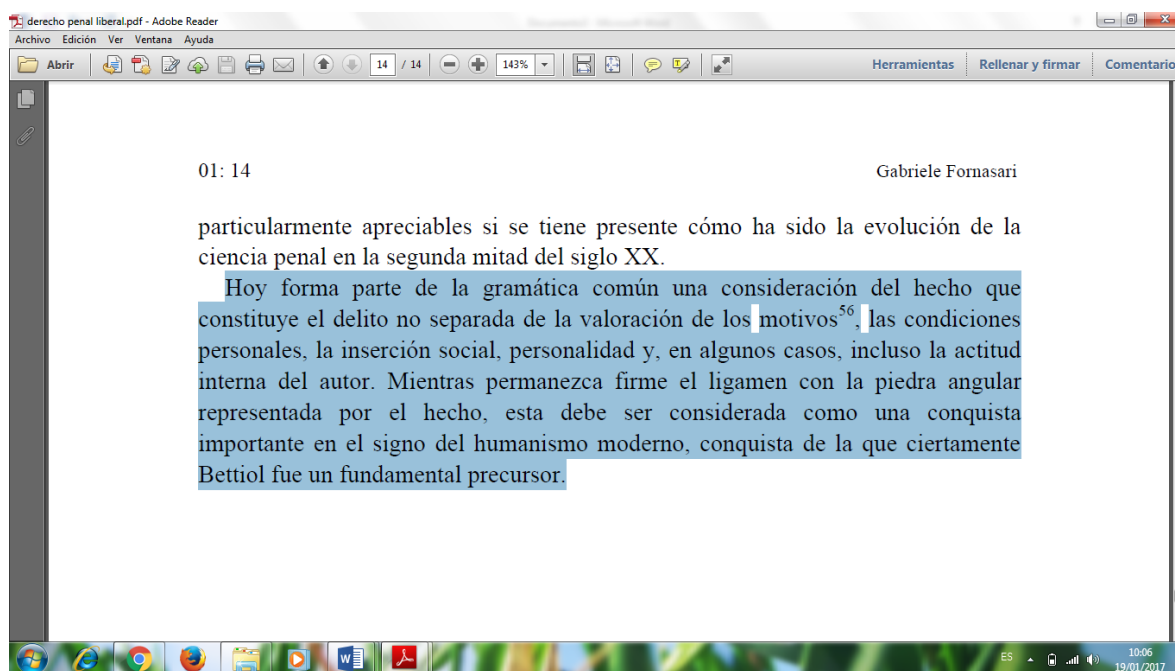 derecho penal liberal.pdf - Adobe Reader
Archivo Edición Ver Ventana Ayuda
Abrir 14 / 14 143% Herramientas Rellenar y firmar Comentario
01: 14 Gabriele Fornasari
particularmente apreciables si se tiene presente cómo ha sido la evolución de la
ciencia penal en la segunda mitad del siglo XX.
Hoy forma parte de la gramática común una consideración del hecho que
constituye el delito no separada de la valoración de los motivos⁵⁶, las condiciones
personales, la inserción social, personalidad y, en algunos casos, incluso la actitud
interna del autor. Mientras permanezca firme el ligamen con la piedra angular
representada por el hecho, esta debe ser considerada como una conquista
importante en el signo del humanismo moderno, conquista de la que ciertamente
Bettiol fue un fundamental precursor.
ES 10:06
19/01/2017